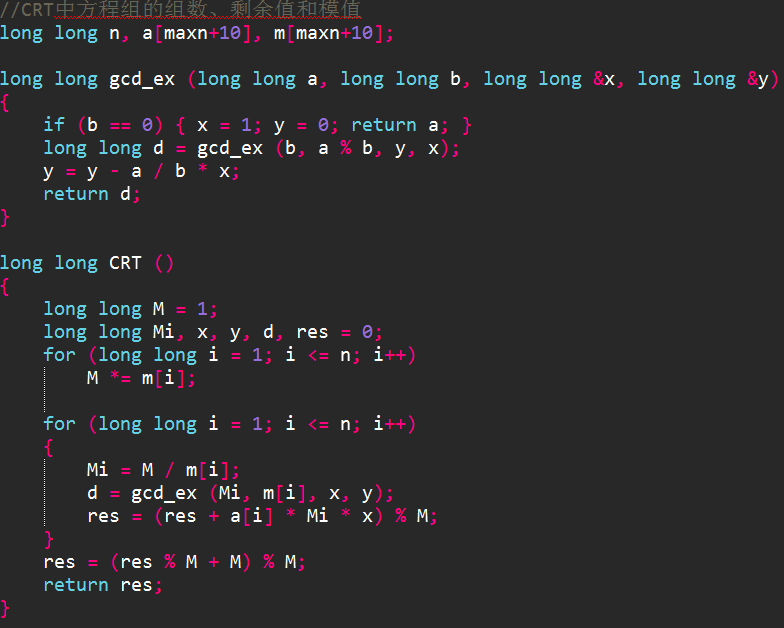 //CRT中方程组的组数、剩余值和模值
long long n, a[maxn+10], m[maxn+10];
long long gcd_ex (long long a, long long b, long long &x, long long &y)
{
if (b == 0) { x = 1; y = 0; return a; }
long long d = gcd_ex (b, a % b, y, x);
y = y - a / b * x;
return d;
}
long long CRT ()
{
long long M = 1;
long long Mi, x, y, d, res = 0;
for (long long i = 1; i <= n; i++)
M *= m[i];
for (long long i = 1; i <= n; i++)
{
Mi = M / m[i];
d = gcd_ex (Mi, m[i], x, y);
res = (res + a[i] * Mi * x) % M;
}
res = (res % M + M) % M;
return res;
}